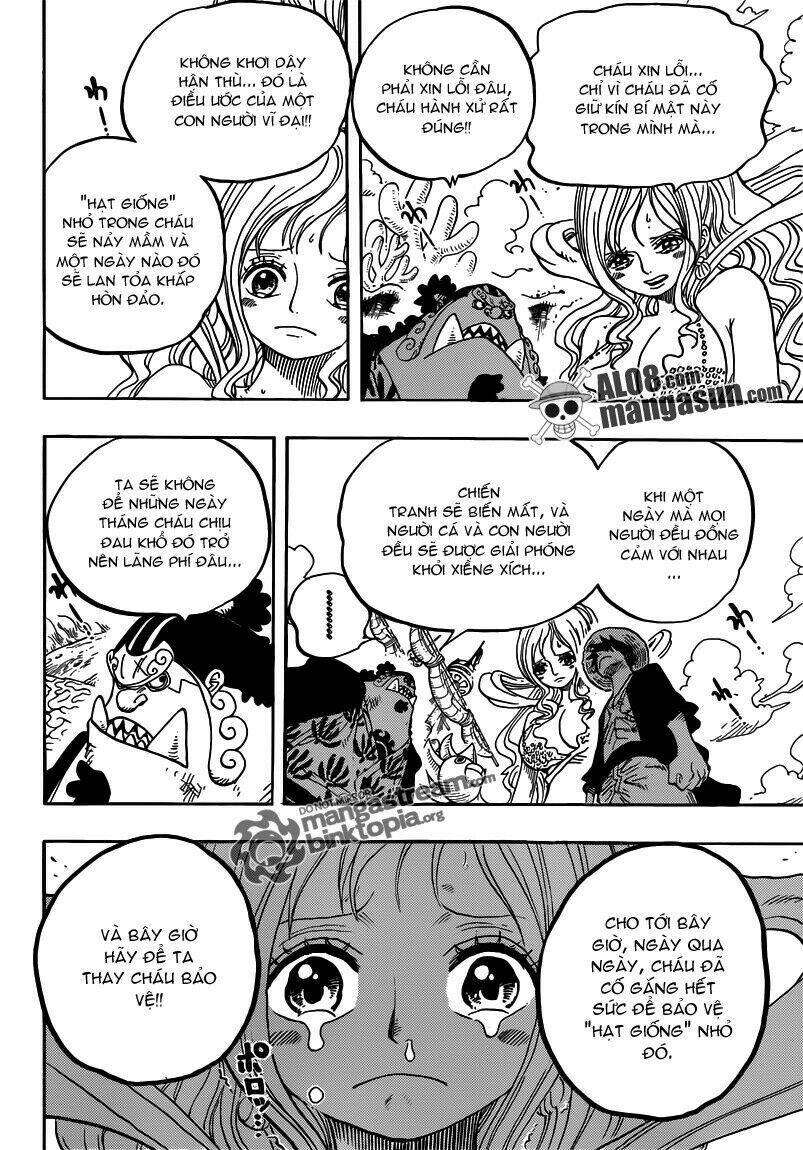 CHÁU XIN LỖI...
CHỈ VÌ CHÁU ĐÃ CỐ
GIỮ KÍN BÍ MẬT NÀY
TRONG MÌNH MÀ...
KHÔNG CẦN
PHẢI XIN LỖI ĐÂU,
CHÁU HÀNH XỬ RẤT
ĐÚNG!!
KHÔNG KHƠI DẬY
HẬN THÙ... ĐÓ LÀ
ĐIỀU ƯỚC CỦA MỘT
CON NGƯỜI VĨ ĐẠI!!
"HẠT GIỐNG"
NHỎ TRONG CHÁU
SẼ NẢY MẦM VÀ
MỘT NGÀY NÀO ĐÓ
SẼ LAN TỎA KHẮP
HÒN ĐẢO.
AL08.com
mangasun.com
KHI MỘT
NGÀY MÀ MỌI
NGƯỜI ĐỀU ĐỒNG
CẢM VỚI NHAU
...
CHIẾN
TRANH SẼ BIẾN MẤT, VÀ
NGƯỜI CÁ VÀ CON NGƯỜI
ĐỀU SẼ ĐƯỢC GIẢI PHÓNG
KHỎI XIỀNG XÍCH...
TA SẼ KHÔNG
ĐỂ NHỮNG NGÀY
THÁNG CHÁU CHỊU
ĐAU KHỔ ĐÓ TRỞ
NÊN LÃNG PHÍ ĐÂU...
mangastream.com
binktopia.org
CHO TỚI BÂY
GIỜ, NGÀY QUA
NGÀY, CHÁU ĐÃ
CỐ GẮNG HẾT
SỨC ĐỂ BẢO VỆ
"HẠT GIỐNG" NHỎ
ĐÓ.
VÀ BÂY GIỜ
HÃY ĐỂ TA
THAY CHÁU BẢO
VỆ!!
ポロッ…